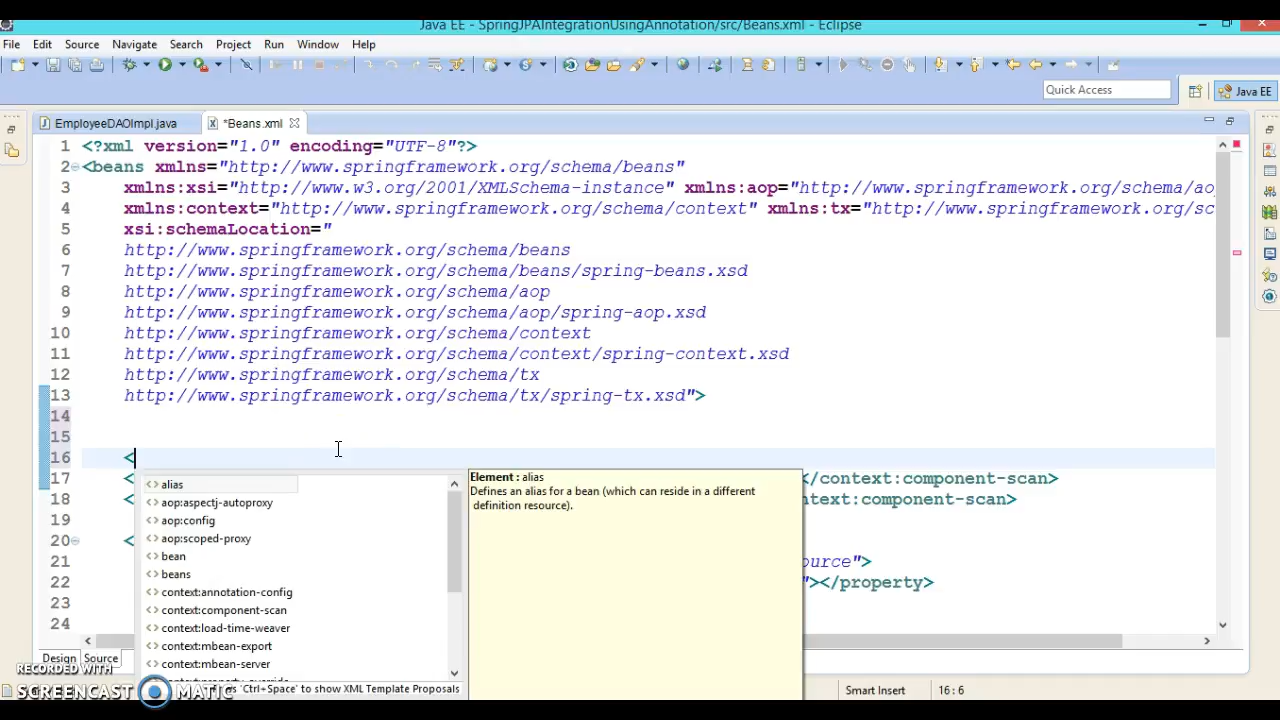 Java EE - SpringJPAIntegrationUsingAnnotation/src/Beans.xml - Eclipse
File Edit Source Navigate Search Project Run Window Help
Quick Access
Java EE
EmployeeDAOImpl.java *Beans.xml
1 <?xml version="1.0" encoding="UTF-8"?>
2 <beans xmlns="http://www.springframework.org/schema/beans"
3 xmlns:xsi="http://www.w3.org/2001/XMLSchema-instance" xmlns:aop="http://www.springframework.org/schema/ao
4 xmlns:context="http://www.springframework.org/schema/context" xmlns:tx="http://www.springframework.org/sc
5 xsi:schemaLocation="
6 http://www.springframework.org/schema/beans
7 http://www.springframework.org/schema/beans/spring-beans.xsd
8 http://www.springframework.org/schema/aop
9 http://www.springframework.org/schema/aop/spring-aop.xsd
10 http://www.springframework.org/schema/context
11 http://www.springframework.org/schema/context/spring-context.xsd
12 http://www.springframework.org/schema/tx
13 http://www.springframework.org/schema/tx/spring-tx.xsd">
14
15
16 <
17 < </context:component-scan>
18 < ontext:component-scan>
19
20 <
21 ource">
22 "></property>
23
24
alias
aop:aspectj-autoproxy
aop:config
aop:scoped-proxy
bean
beans
context:annotation-config
context:component-scan
context:load-time-weaver
context:mbean-export
context:mbean-server
'Ctrl+Space' to show XML Template Proposals
Element : alias
Defines an alias for a bean (which can reside in a different
definition resource).
Design Source
RECORDED WITH
SCREENCAST MATIC
Smart Insert 16 : 6